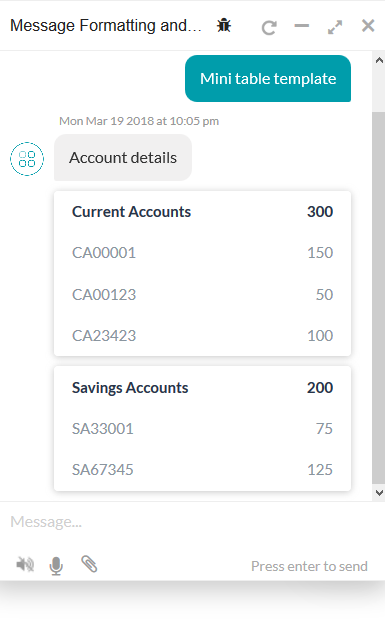 Message Formatting and...
Mini table template
Mon Mar 19 2018 at 10:05 pm
Account details
Current Accounts 300
CA00001 150
CA00123 50
CA23423 100
Savings Accounts 200
SA33001 75
SA67345 125
Message...
Press enter to send